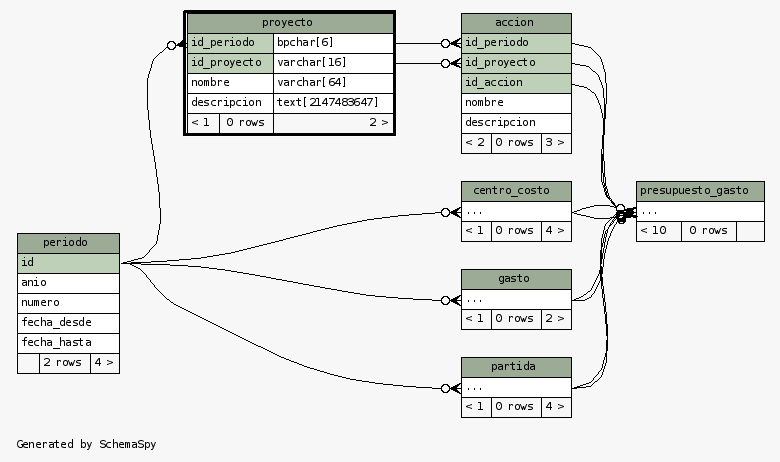 proyecto
id_periodo bpchar[6]
id_proyecto varchar[16]
nombre varchar[64]
descripcion text[2147483647]
< 1 0 rows 2 >
accion
id_periodo
id_proyecto
id_accion
nombre
descripcion
< 2 0 rows 3 >
centro_costo
...
< 1 0 rows 4 >
presupuesto_gasto
...
< 10 0 rows
periodo
id
anio
numero
fecha_desde
fecha_hasta
2 rows 4 >
gasto
...
< 1 0 rows 2 >
partida
...
< 1 0 rows 4 >
Generated by SchemaSpy